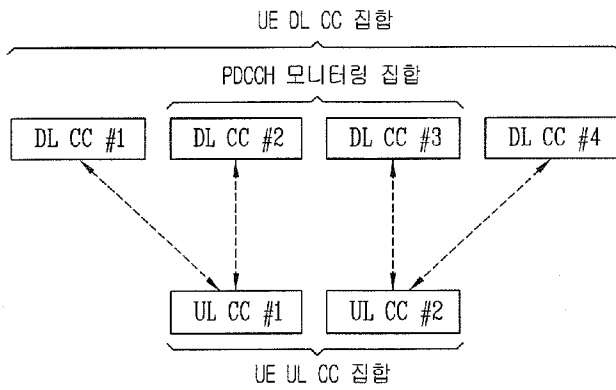 UE DL CC 집합
PDCCH 모니터링 집합
DL CC #1 DL CC #2 DL CC #3 DL CC #4
UL CC #1 UL CC #2
UE UL CC 집합